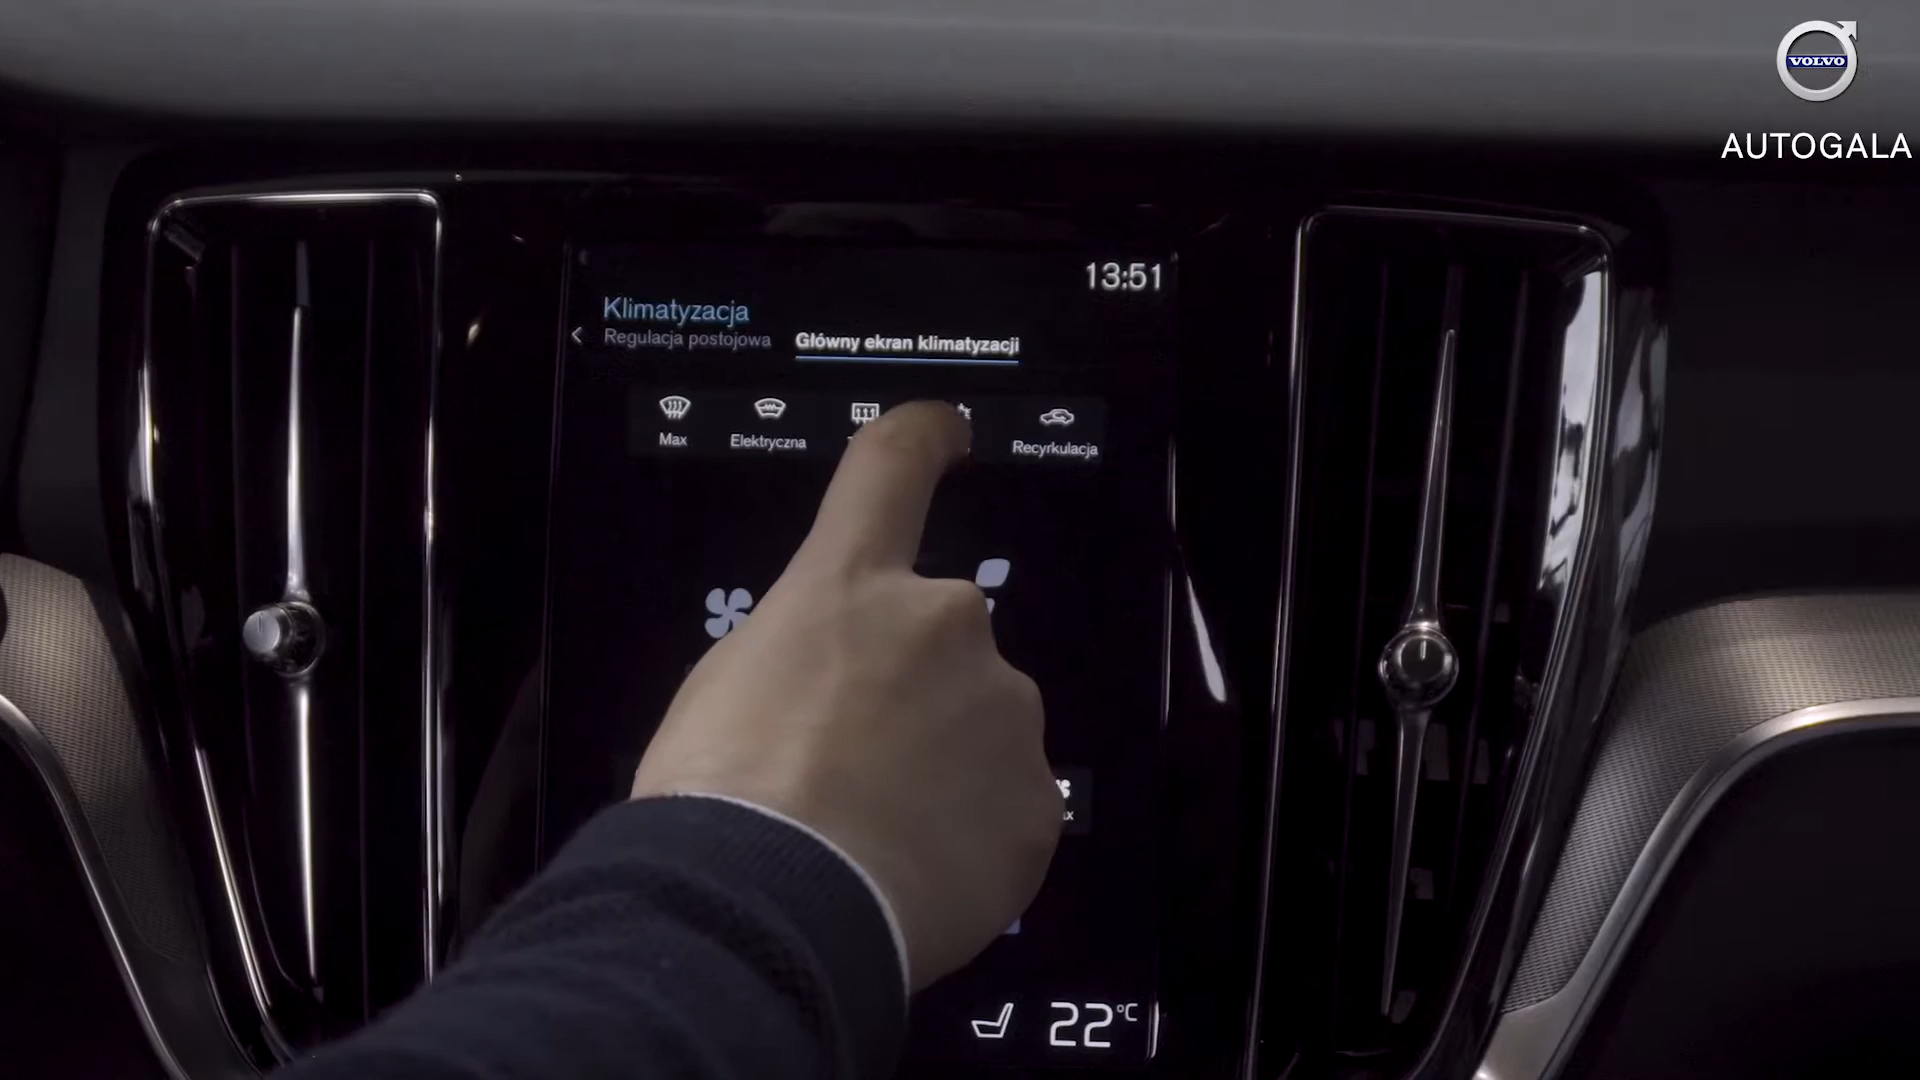 VOLVO
AUTOGALA
13:51
Klimatyzacja
Regulacja postojowa
Główny ekran klimatyzacji
Max
Elektryczna
Recyrkulacja
22°C